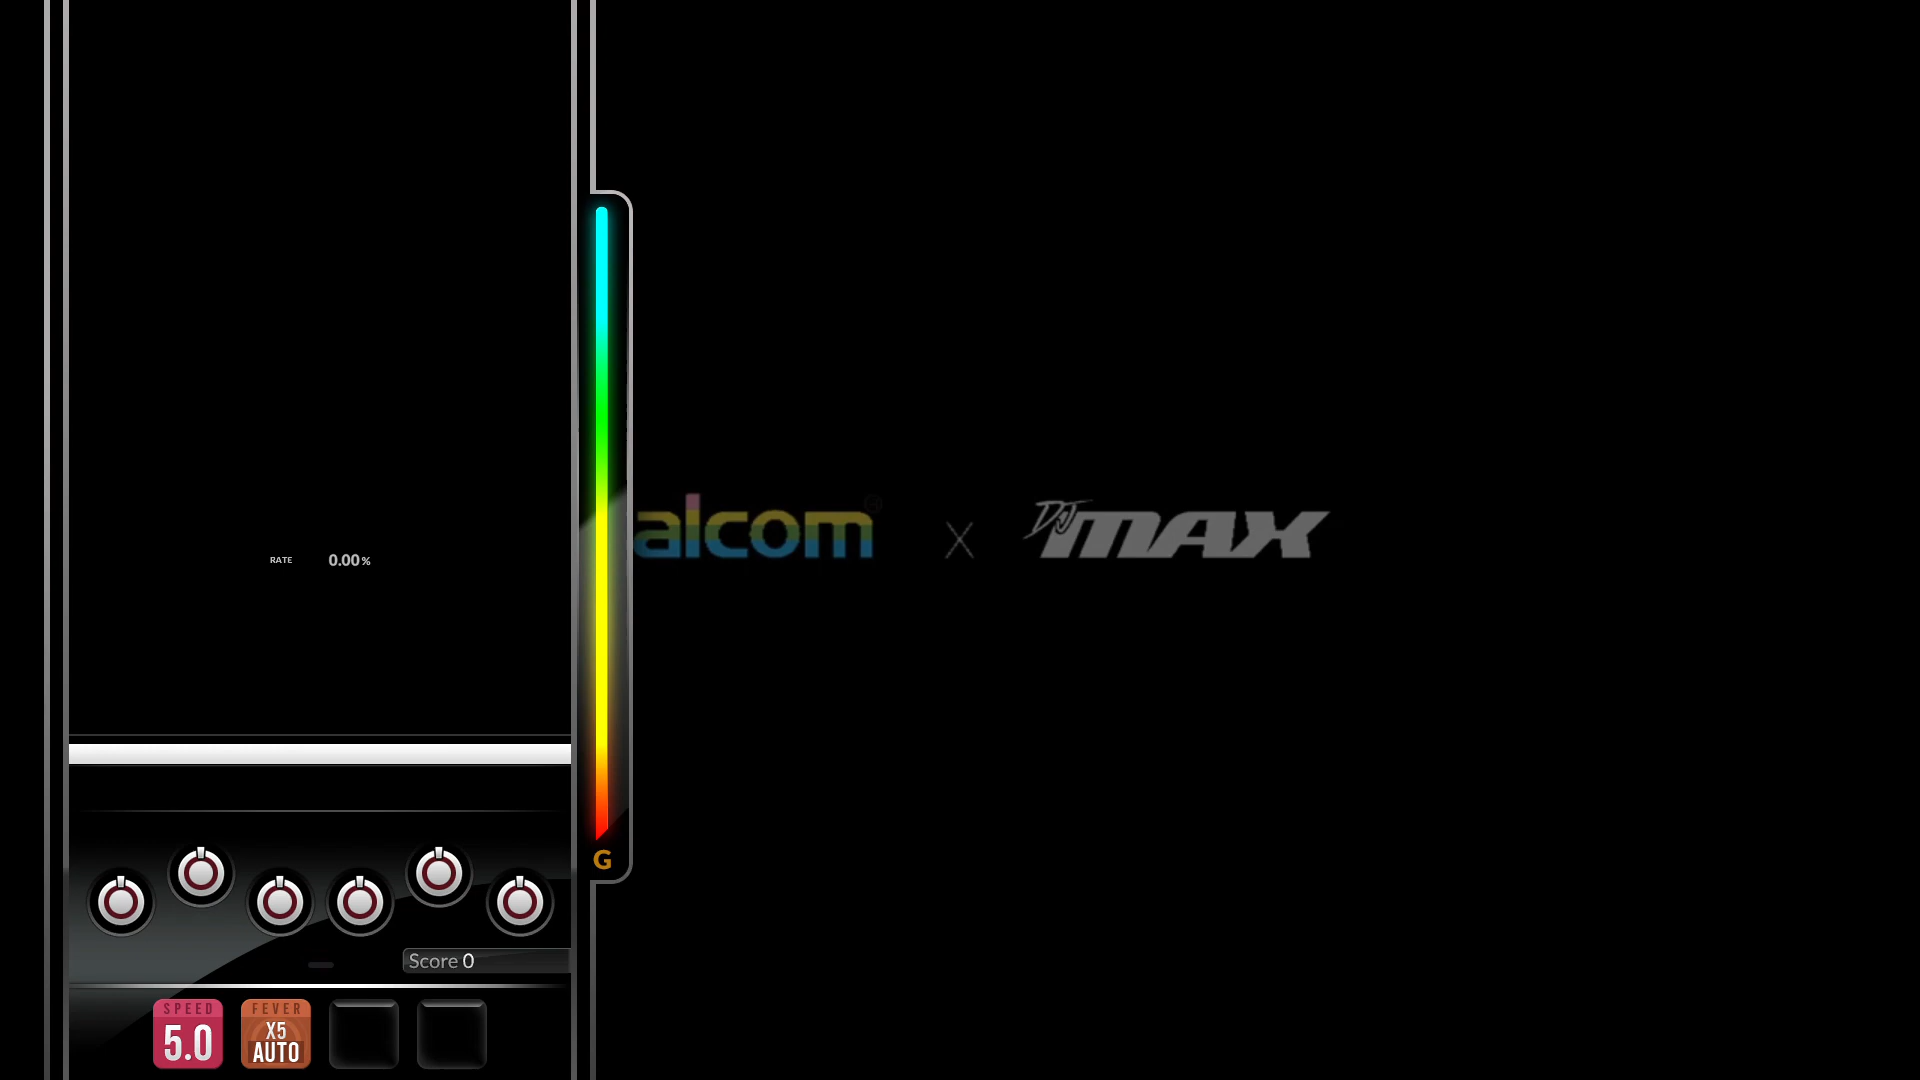 alcom
X
DJ MAX
RATE 0.00%
G
Score 0
SPEED
5.0
FEVER
X5
AUTO